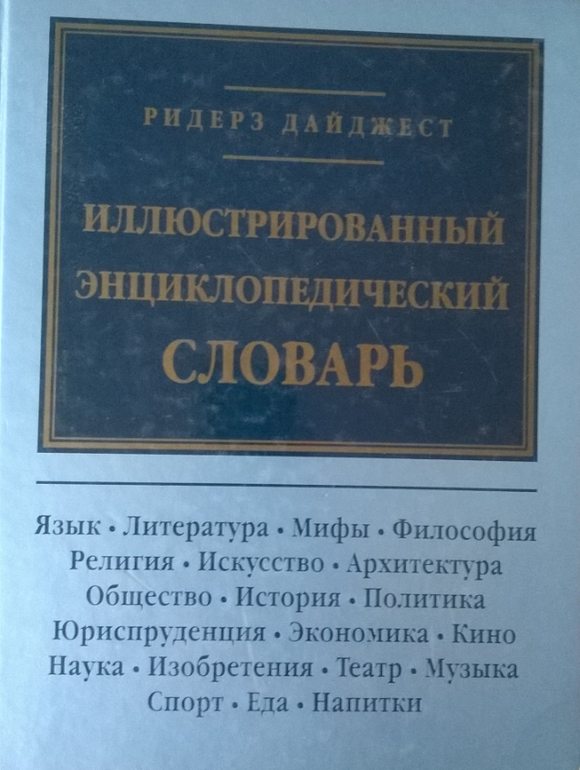 РИДЕРЗ ДАЙДЖЕСТ
ИЛЛЮСТРИРОВАННЫЙ
ЭНЦИКЛОПЕДИЧЕСКИЙ
СЛОВАРЬ
Язык • Литература • Мифы • Философия
Религия • Искусство • Архитектура
Общество • История • Политика
Юриспруденция • Экономика • Кино
Наука • Изобретения • Театр • Музыка
Спорт • Еда • Напитки